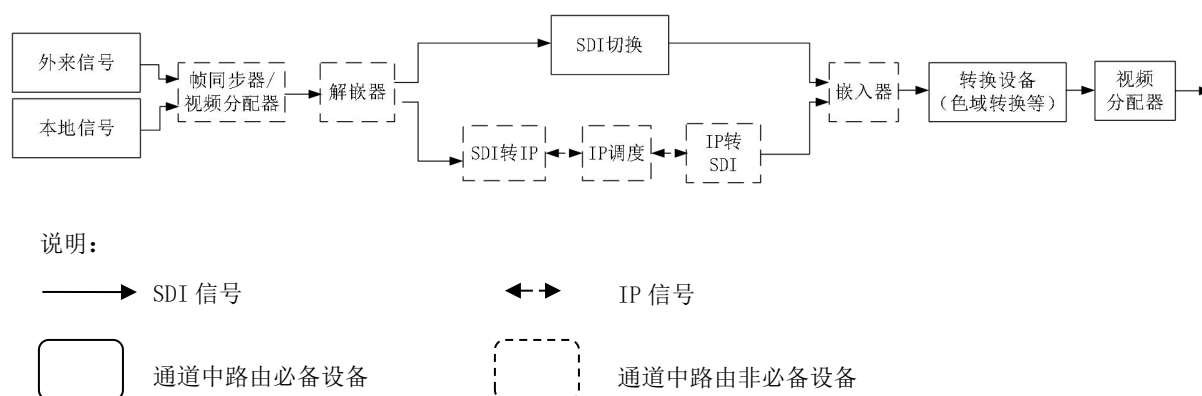 外来信号
本地信号
帧同步器/
视频分配器
解嵌器
SDI切换
SDI转IP
IP调度
IP转
SDI
嵌入器
转换设备
(色域转换等)
视频
分配器
说明:
SDI 信号
IP 信号
通道中路由必备设备
通道中路由非必备设备